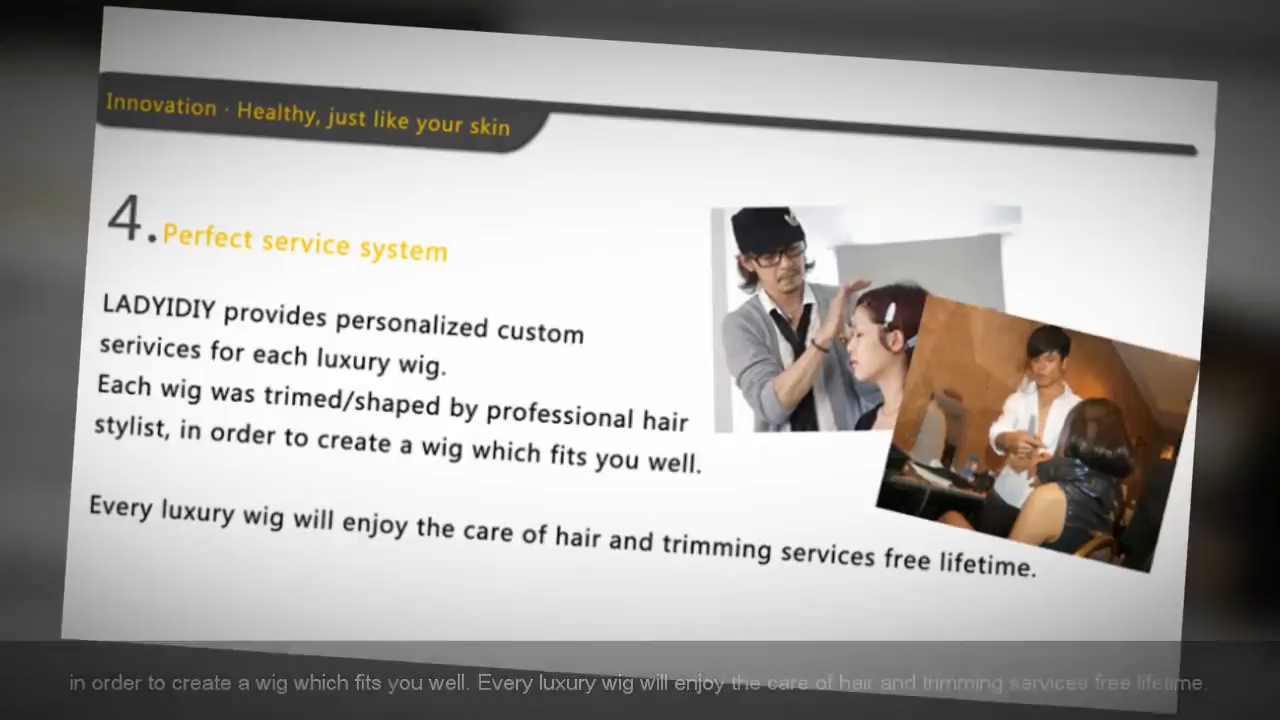 Innovation · Healthy, just like your skin
4. Perfect service system
LADYIDIY provides personalized custom
serivices for each luxury wig.
Each wig was trimed/shaped by professional hair
stylist, in order to create a wig which fits you well.
Every luxury wig will enjoy the care of hair and trimming services free lifetime.
in order to create a wig which fits you well. Every luxury wig will enjoy the care of hair and trimming services free lifetime.